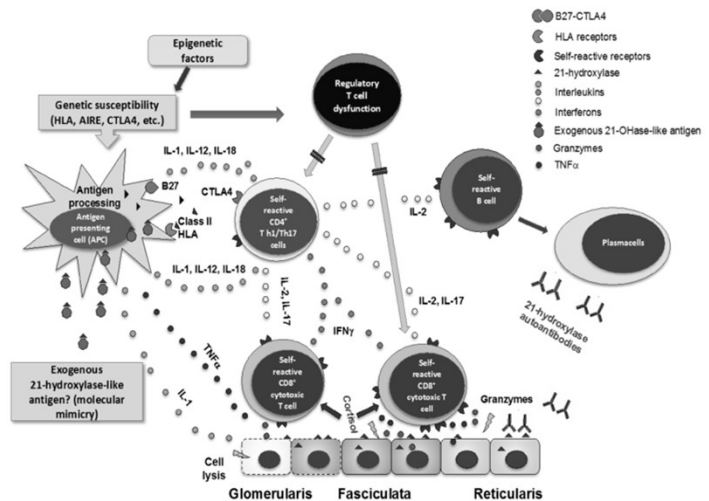 Epigenetic
factors
Genetic susceptibility
(HLA, AIRE, CTLA4, etc.)
Regulatory
T cell
dysfunction
B27-CTLA4
HLA receptors
Self-reactive receptors
21-hydroxylase
Interleukins
Interferons
Exogenous 21-OHase-like antigen
Granzymes
TNFα
IL-1, IL-12, IL-18
Antigen
processing
B27
CTLA4
Antigen
presenting
cell (APC)
Class II
HLA
Self-
reactive
CD4+
T h1/Th17
cells
IL-2
Self-
reactive
B cell
Plasmacells
IL-1, IL-12, IL-18
IL-2, IL-17
IL-2, IL-17
IFNγ
21-hydroxylase
autoantibodies
TNFα
IL-1
Exogenous
21-hydroxylase-like
antigen? (molecular
mimicry)
Self-
reactive
CD8+
cytotoxic
T cell
Self-
reactive
CD8+
cytotoxic T
cell
Cortisol
Granzymes
Cell
lysis
Glomerularis
Fasciculata
Reticularis